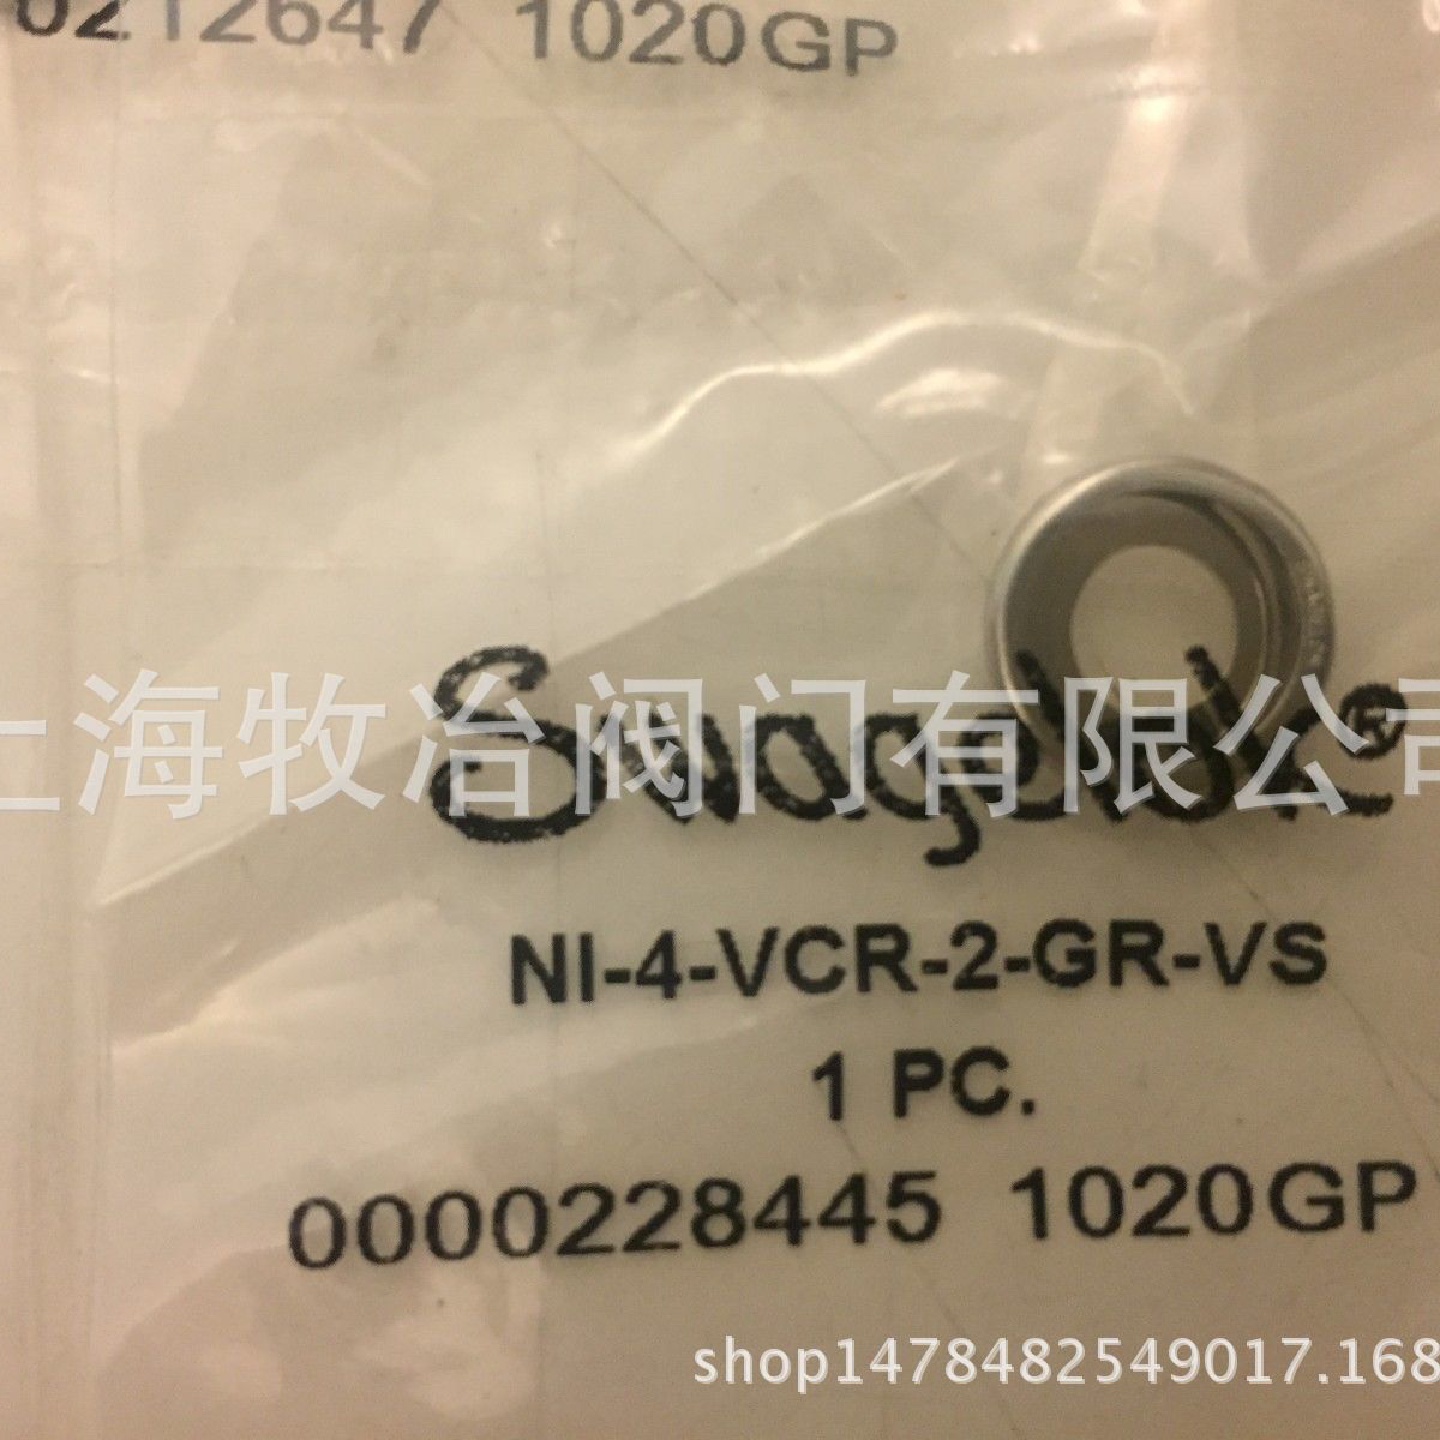 0212647 1020GP
上海牧冶阀门有限公司
Swagelok®
NI-4-VCR-2-GR-VS
1 PC.
0000228445 1020GP
shop1478482549017.168